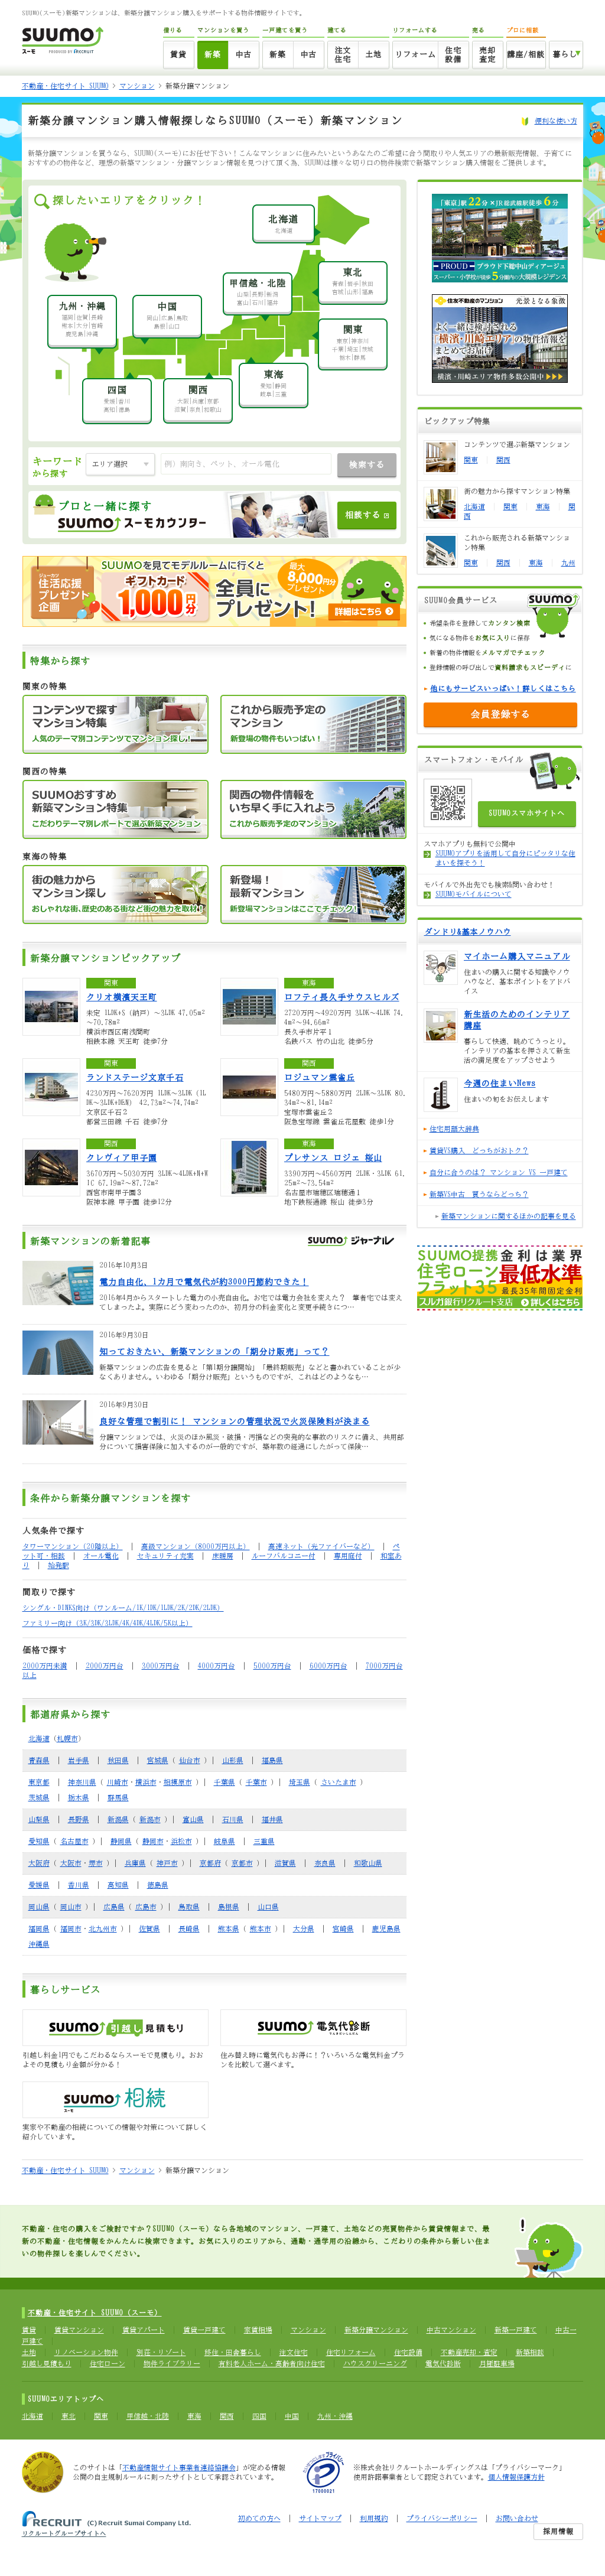 SUUMO(スーモ)新築マンションは、新築分譲マンション購入をサポートする物件情報サイトです。
SUUMO
スーモ
借りる マンションを買う 一戸建てを買う 建てる リフォームする 売る プロに相談
賃貸 新築 中古 新築 中古 注文住宅 土地 リフォーム 住宅設備 売却査定 講座/相談 暮らし
不動産・住宅サイト SUUMO > マンション > 新築分譲マンション
新築分譲マンション購入情報探しならSUUMO（スーモ）新築マンション
便利な使い方
新築分譲マンションを買うなら、SUUMO(スーモ)にお任せ下さい！こんなマンションに住みたいというあなたのご希望に合う間取りや人気エリアの最新販売情報、子育てに
おすすめの物件など、理想の新築マンション・分譲マンション情報を見つけて頂く為、SUUMOは様々な切り口の物件検索で新築マンション購入情報をご提供します。
探したいエリアをクリック！
北海道
北海道
東北
青森|岩手|秋田
宮城|山形|福島
甲信越・北陸
山梨|長野|新潟
富山|石川|福井
関東
東京|神奈川
千葉|埼玉|茨城
栃木|群馬
九州・沖縄
福岡|佐賀|長崎
熊本|大分|宮崎
鹿児島|沖縄
中国
岡山|広島|鳥取
島根|山口
東海
愛知|静岡
岐阜|三重
四国
愛媛|香川
高知|徳島
関西
大阪|兵庫|京都
滋賀|奈良|和歌山
キーワードから探す
エリア選択
例) 南向き、ペット、オール電化
検索する
プロと一緒に探す
SUUMO スーモカウンター
相談する
住活応援プレゼント企画
SUUMOを見てモデルルームに行くと
ギフトカード1,000円分
全員にプレゼント！
最大8,000円分プレゼント
詳細はこちら
特集から探す
関東の特集
コンテンツで探すマンション特集
人気のテーマ別コンテンツでマンション探し！
これから販売予定のマンション
新登場の物件もいっぱい！
関西の特集
SUUMOおすすめ新築マンション特集
こだわりテーマ別レポートで選ぶ新築マンション
関西の物件情報をいち早く手に入れよう
これから販売予定のマンション
東海の特集
街の魅力からマンション探し
おしゃれな街、歴史のある街など街の魅力を取材！
新登場！最新マンション
新登場マンションはここでチェック！
新築分譲マンションピックアップ
関東
クリオ横濱天王町
未定 1LDK+S（納戸）～3LDK 47.05m2～70.78m2
横浜市西区南浅間町
相鉄本線 天王町 徒歩7分
東海
ロフティ長久手サウスヒルズ
2720万円～4920万円 3LDK～4LDK 74.4m2～94.66m2
長久手市片平１
名鉄バス 竹の山北 徒歩5分
関東
ランドステージ文京千石
4230万円～7620万円 1LDK～3LDK（1LDK～3LDK+DEN） 42.73m2～74.74m2
文京区千石２
都営三田線 千石 徒歩7分
関西
ロジュマン雲雀丘
5480万円～5880万円 2LDK～3LDK 80.34m2～81.14m2
宝塚市雲雀丘２
阪急宝塚線 雲雀丘花屋敷 徒歩1分
関西
クレヴィア甲子園
3670万円～5030万円 3LDK～4LDK+N+WIC 67.19m2～87.72m2
西宮市南甲子園３
阪神本線 甲子園 徒歩12分
東海
プレサンス ロジェ 桜山
3390万円～4560万円 2LDK・3LDK 61.25m2～73.54m2
名古屋市瑞穂区瑞穂通１
地下鉄桜通線 桜山 徒歩3分
新築マンションの新着記事
SUUMOジャーナル
2016年10月3日
電力自由化、1カ月で電気代が約3000円節約できた！
2016年4月からスタートした電力の小売自由化。お宅では電力会社を変えた？ 筆者宅では変えてしまったよ。実際にどう変わったのか、初月分の料金変化と変更手続きにつ…
2016年9月30日
知っておきたい、新築マンションの「期分け販売」って？
新築マンションの広告を見ると「第1期分譲開始」「最終期販売」などと書かれていることが少なくありません。いわゆる「期分け販売」というものですが、これはどのようなも…
2016年9月30日
良好な管理で割引に！ マンションの管理状況で火災保険料が決まる
分譲マンションでは、火災のほか風災・破損・汚損などの突発的な事故のリスクに備え、共用部分について損害保険に加入するのが一般的ですが、築年数の経過にしたがって保険…
条件から新築分譲マンションを探す
人気条件で探す
タワーマンション（20階以上） | 高級マンション（8000万円以上） | 高速ネット（光ファイバーなど） | ペット可・相談 | オール電化 | セキュリティ充実 | 床暖房 | ルーフバルコニー付 | 専用庭付 | 和室あり | 始発駅
間取りで探す
シングル・DINKS向け（ワンルーム/1K/1DK/1LDK/2K/2DK/2LDK）
ファミリー向け（3K/3DK/3LDK/4K/4DK/4LDK/5K以上）
価格で探す
2000万円未満 | 2000万円台 | 3000万円台 | 4000万円台 | 5000万円台 | 6000万円台 | 7000万円台以上
都道府県から探す
北海道（札幌市）
青森県 | 岩手県 | 秋田県 | 宮城県（ 仙台市 ）| 山形県 | 福島県
東京都 | 神奈川県（ 川崎市・横浜市・相模原市 ）| 千葉県（ 千葉市 ）| 埼玉県（ さいたま市 ）
茨城県 | 栃木県 | 群馬県
山梨県 | 長野県 | 新潟県（ 新潟市 ）| 富山県 | 石川県 | 福井県
愛知県（ 名古屋市 ）| 静岡県（ 静岡市・浜松市 ）| 岐阜県 | 三重県
大阪府（ 大阪市・堺市 ）| 兵庫県（ 神戸市 ）| 京都府（ 京都市 ）| 滋賀県 | 奈良県 | 和歌山県
愛媛県 | 香川県 | 高知県 | 徳島県
岡山県（ 岡山市 ）| 広島県（ 広島市 ）| 鳥取県 | 島根県 | 山口県
福岡県（ 福岡市・北九州市 ）| 佐賀県 | 長崎県 | 熊本県（ 熊本市 ）| 大分県 | 宮崎県 | 鹿児島県
沖縄県
暮らしサービス
SUUMO引越し見積もり
引越し料金1円でもこだわるならスーモで見積もり。おおよその見積もり金額が分かる！
SUUMO電気代診断
住み替え時に電気代もお得に！？いろいろな電気料金プランを比較して選べます。
SUUMO相続
実家や不動産の相続についての情報や対策について詳しく紹介しています。
「東京」駅22分×JR総武線駅徒歩6分
PROUD プラウド下総中山ディアージュ
スーパー・小学校が徒歩5分圏内の大規模レジデンス
住友不動産のマンション 光景となる象徴
よく一緒に検討される「横浜・川崎エリア」の物件情報をまとめてご紹介
横浜・川崎エリア物件多数公開中
ピックアップ特集
コンテンツで選ぶ新築マンション
関東 関西
街の魅力から探すマンション特集
北海道 関東 東海 関西
これから販売される新築マンション特集
関東 関西 東海 九州
SUUMO会員サービス
希望条件を登録してカンタン検索
気になる物件をお気に入りに保存
新着の物件情報をメルマガでチェック
登録情報の呼び出しで資料請求もスピーディに
他にもサービスいっぱい！詳しくはこちら
会員登録する
スマートフォン・モバイル
SUUMOスマホサイトへ
スマホアプリも無料で公開中
SUUMOアプリを活用して自分にピッタリな住まいを探そう！
モバイルで外出先でも検索&問い合わせ！
SUUMOモバイルについて
ダンドリ&基本ノウハウ
マイホーム購入マニュアル
住まいの購入に関する知識やノウハウなど、基本ポイントをアドバイス
新生活のためのインテリア講座
暮らして快適、眺めてうっとり。インテリアの基本を押さえて新生活の満足度をアップさせよう
今週の住まいNews
住まいの旬をお伝えします
住宅用語大辞典
賃貸VS購入 どっちがおトク？
自分に合うのは？ マンション VS 一戸建て
新築VS中古 買うならどっち？
新築マンションに関するほかの記事を見る
SUUMO提携 住宅ローン フラット35
金利は業界最低水準
最長35年間固定金利
スルガ銀行リクルート支店 詳しくはこちら
不動産・住宅サイト SUUMO > マンション > 新築分譲マンション
不動産・住宅の購入をご検討ですか？SUUMO（スーモ）なら各地域のマンション、一戸建て、土地などの売買物件から賃貸情報まで、最新の不動産・住宅情報をかんたんに検索できます。お気に入りのエリアから、通勤・通学用の沿線から、こだわりの条件から新しい住まいの物件探しを楽しんでください。
不動産・住宅サイト SUUMO（スーモ）
賃貸 賃貸マンション 賃貸アパート 賃貸一戸建て 家賃相場 マンション 新築分譲マンション 中古マンション 新築一戸建て 中古一戸建て
土地 リノベーション物件 別荘・リゾート 移住・田舎暮らし 注文住宅 住宅リフォーム 住宅設備 不動産売却・査定 新築相談
引越し見積もり 住宅ローン 物件ライブラリー 有料老人ホーム・高齢者向け住宅 ハウスクリーニング 電気代診断 月極駐車場
SUUMOエリアトップへ
北海道 東北 関東 甲信越・北陸 東海 関西 四国 中国 九州・沖縄
このサイトは「不動産情報サイト事業者連絡協議会」が定める情報公開の自主規制ルールに則ったサイトとして承認されています。
※株式会社リクルートホールディングスは「プライバシーマーク」使用許諾事業者として認定されています。個人情報保護方針
RECRUIT (C) Recruit Sumai Company Ltd.
リクルートグループサイトへ
初めての方へ | サイトマップ | 利用規約 | プライバシーポリシー | お問い合わせ
採用情報